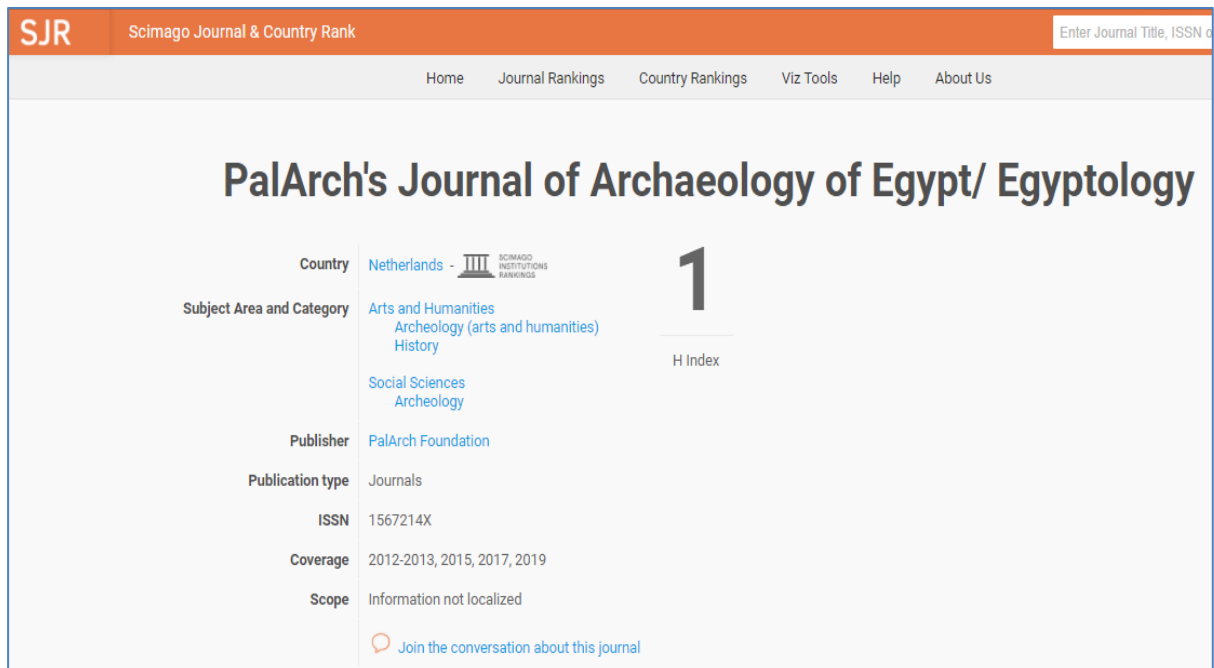 SJR
Scimago Journal & Country Rank
Enter Journal Title, ISSN o
Home Journal Rankings Country Rankings Viz Tools Help About Us
PalArch's Journal of Archaeology of Egypt/ Egyptology
Country Netherlands - SCIMAGO INSTITUTIONS RANKINGS
1
H Index
Subject Area and Category Arts and Humanities
Archeology (arts and humanities)
History
Social Sciences
Archeology
Publisher PalArch Foundation
Publication type Journals
ISSN 1567214X
Coverage 2012-2013, 2015, 2017, 2019
Scope Information not localized
Join the conversation about this journal